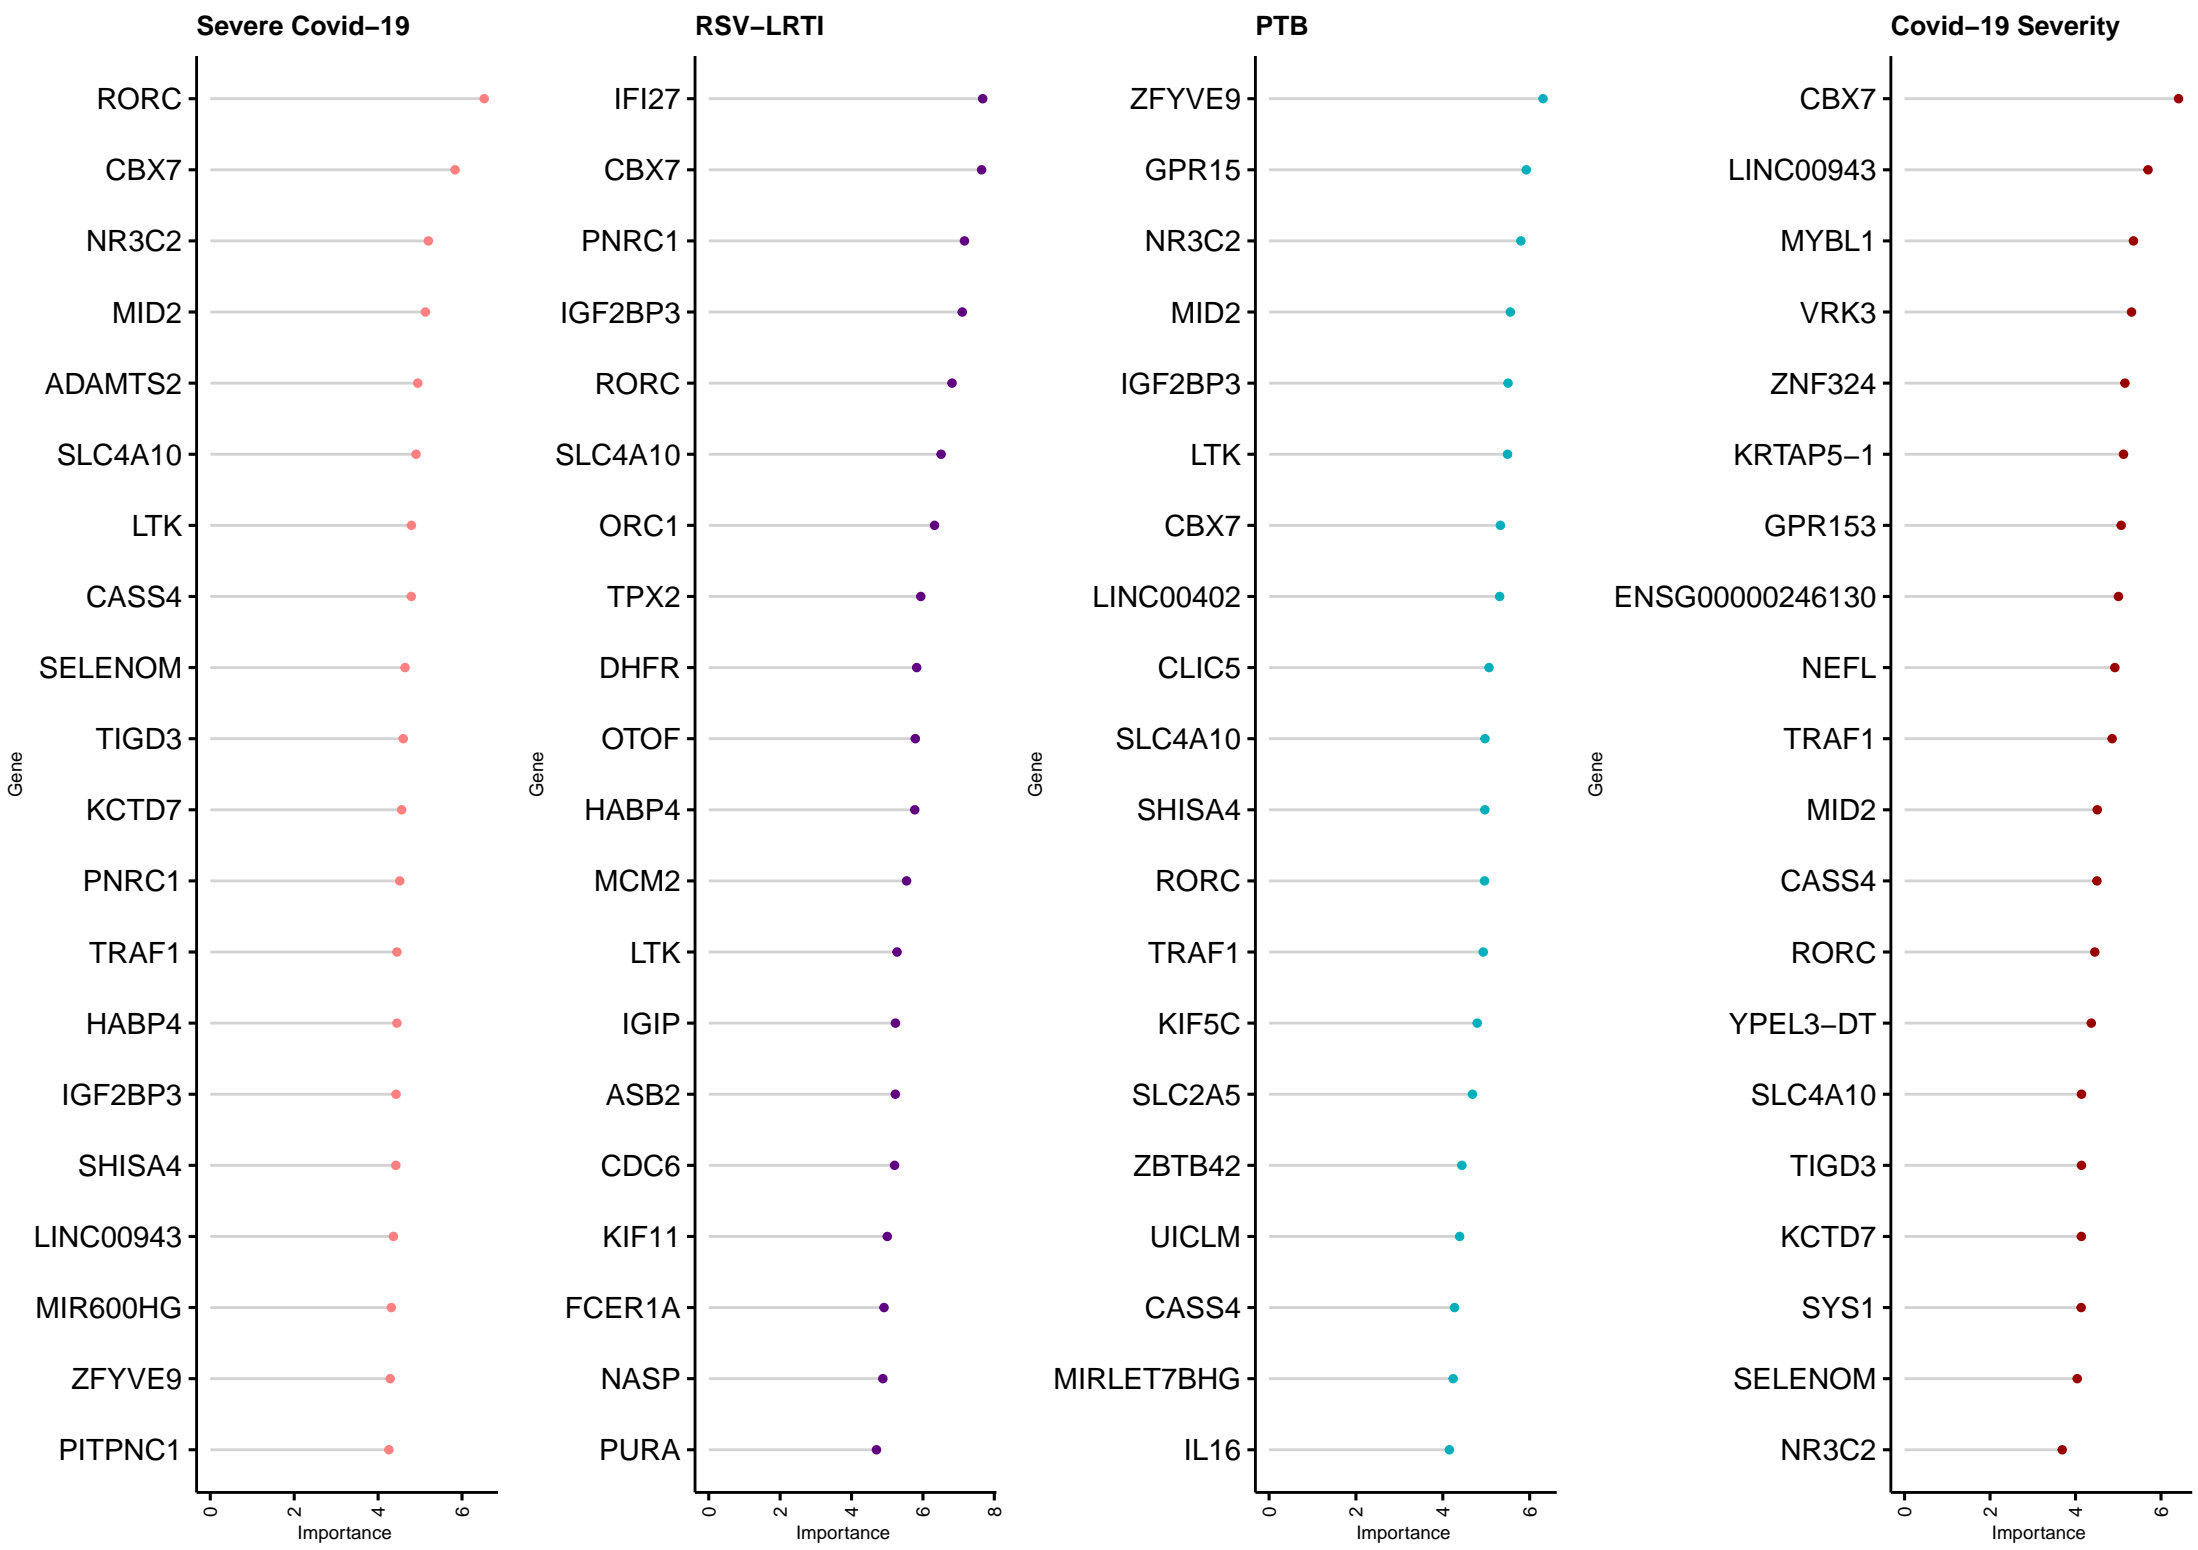 Severe Covid–19
RORC
CBX7
NR3C2
MID2
ADAMTS2
SLC4A10
LTK
CASS4
SELENOM
TIGD3
KCTD7
PNRC1
TRAF1
HABP4
IGF2BP3
SHISA4
LINC00943
MIR600HG
ZFYVE9
PITPNC1
Gene
0 2 4 6
Importance
RSV–LRTI
IFI27
CBX7
PNRC1
IGF2BP3
RORC
SLC4A10
ORC1
TPX2
DHFR
OTOF
HABP4
MCM2
LTK
IGIP
ASB2
CDC6
KIF11
FCER1A
NASP
PURA
Gene
0 2 4 6 8
Importance
PTB
ZFYVE9
GPR15
NR3C2
MID2
IGF2BP3
LTK
CBX7
LINC00402
CLIC5
SLC4A10
SHISA4
RORC
TRAF1
KIF5C
SLC2A5
ZBTB42
UICLM
CASS4
MIRLET7BHG
IL16
Gene
0 2 4 6
Importance
Covid–19 Severity
CBX7
LINC00943
MYBL1
VRK3
ZNF324
KRTAP5–1
GPR153
ENSG00000246130
NEFL
TRAF1
MID2
CASS4
RORC
YPEL3–DT
SLC4A10
TIGD3
KCTD7
SYS1
SELENOM
NR3C2
Gene
0 2 4 6
Importance